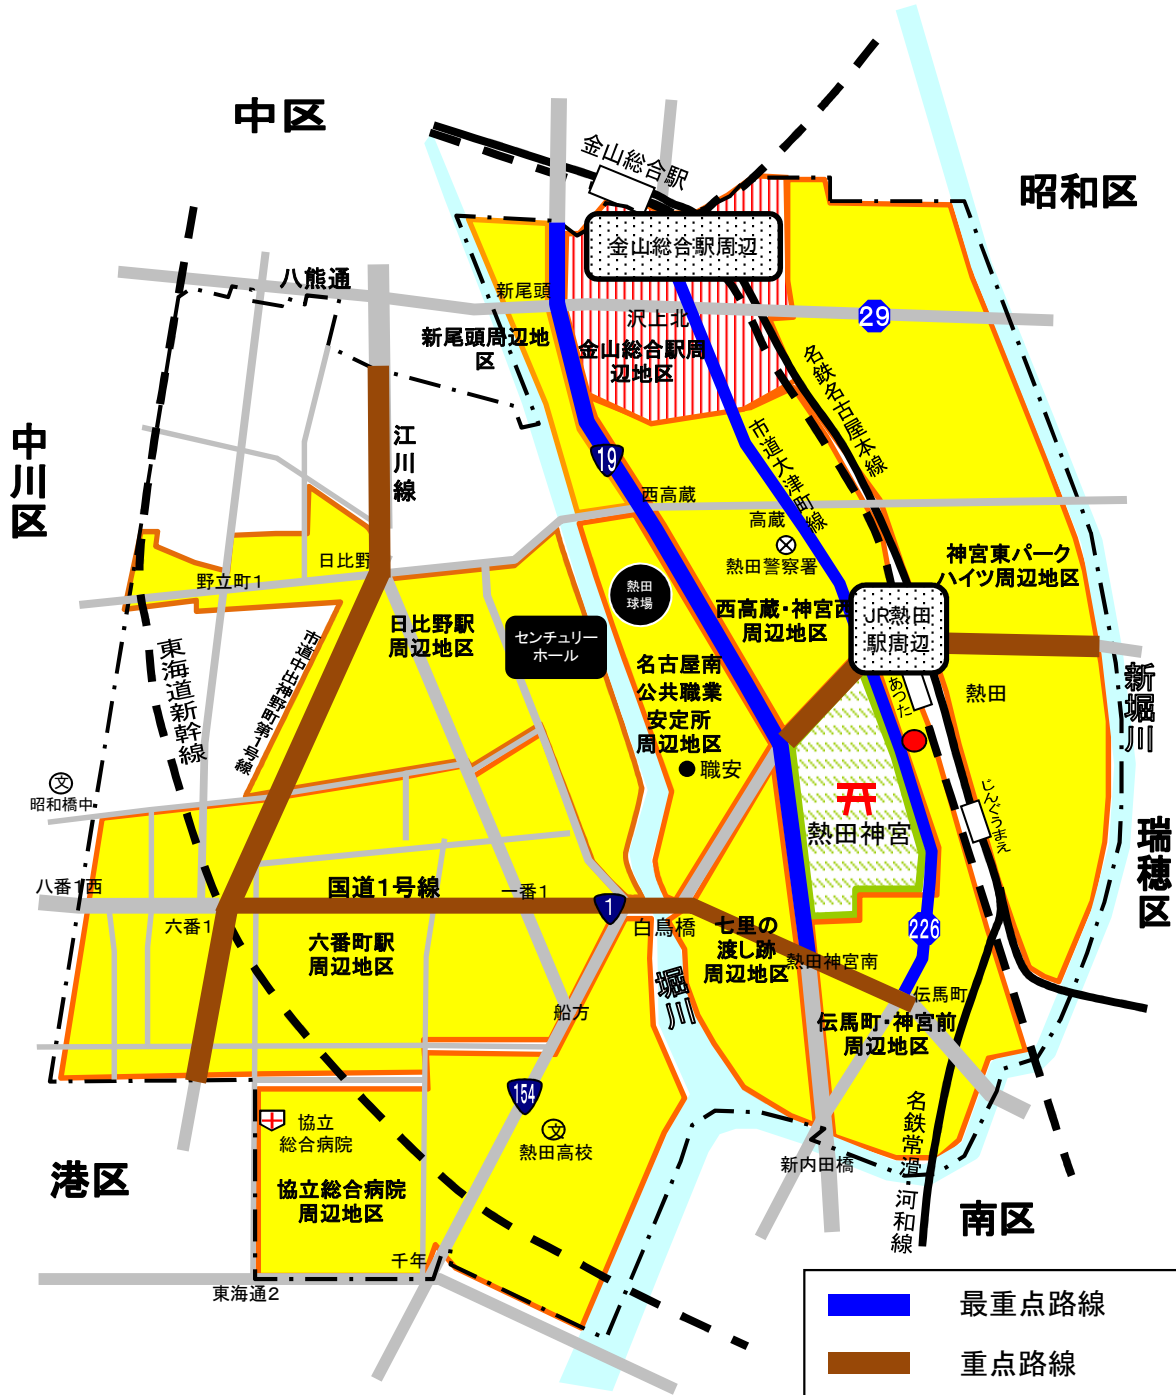 中区
金山総合駅
昭和区
金山総合駅周辺
八熊通
新尾頭
29
沢上北
新尾頭周辺地
区
金山総合駅周
辺地区
名鉄名古屋本線
中川区
江川線
市道大津町線
19
西高蔵
高蔵
日比野
熱田警察署
神宮東パーク
ハイツ周辺地区
野立町1
熱田
球場
西高蔵・神宮西
周辺地区
JR熱田
駅周辺
日比野駅
周辺地区
センチュリー
ホール
市道中出神野町第1号線
東海道新幹線
名古屋南
公共職業
安定所
周辺地区
あつた
熱田
新堀川
職安
文
昭和橋中
じんぐうまえ
熱田神宮
瑞穂区
八番1西
国道1号線
一番1
1
六番1
白鳥橋
七里の
渡し跡
周辺地区
226
六番町駅
周辺地区
熱田神宮南
堀川
船方
伝馬町
伝馬町・神宮前
周辺地区
154
協立
総合病院
文
熱田高校
名鉄常滑・河和線
新内田橋
港区
協立総合病院
周辺地区
南区
千年
東海通2
最重点路線
重点路線